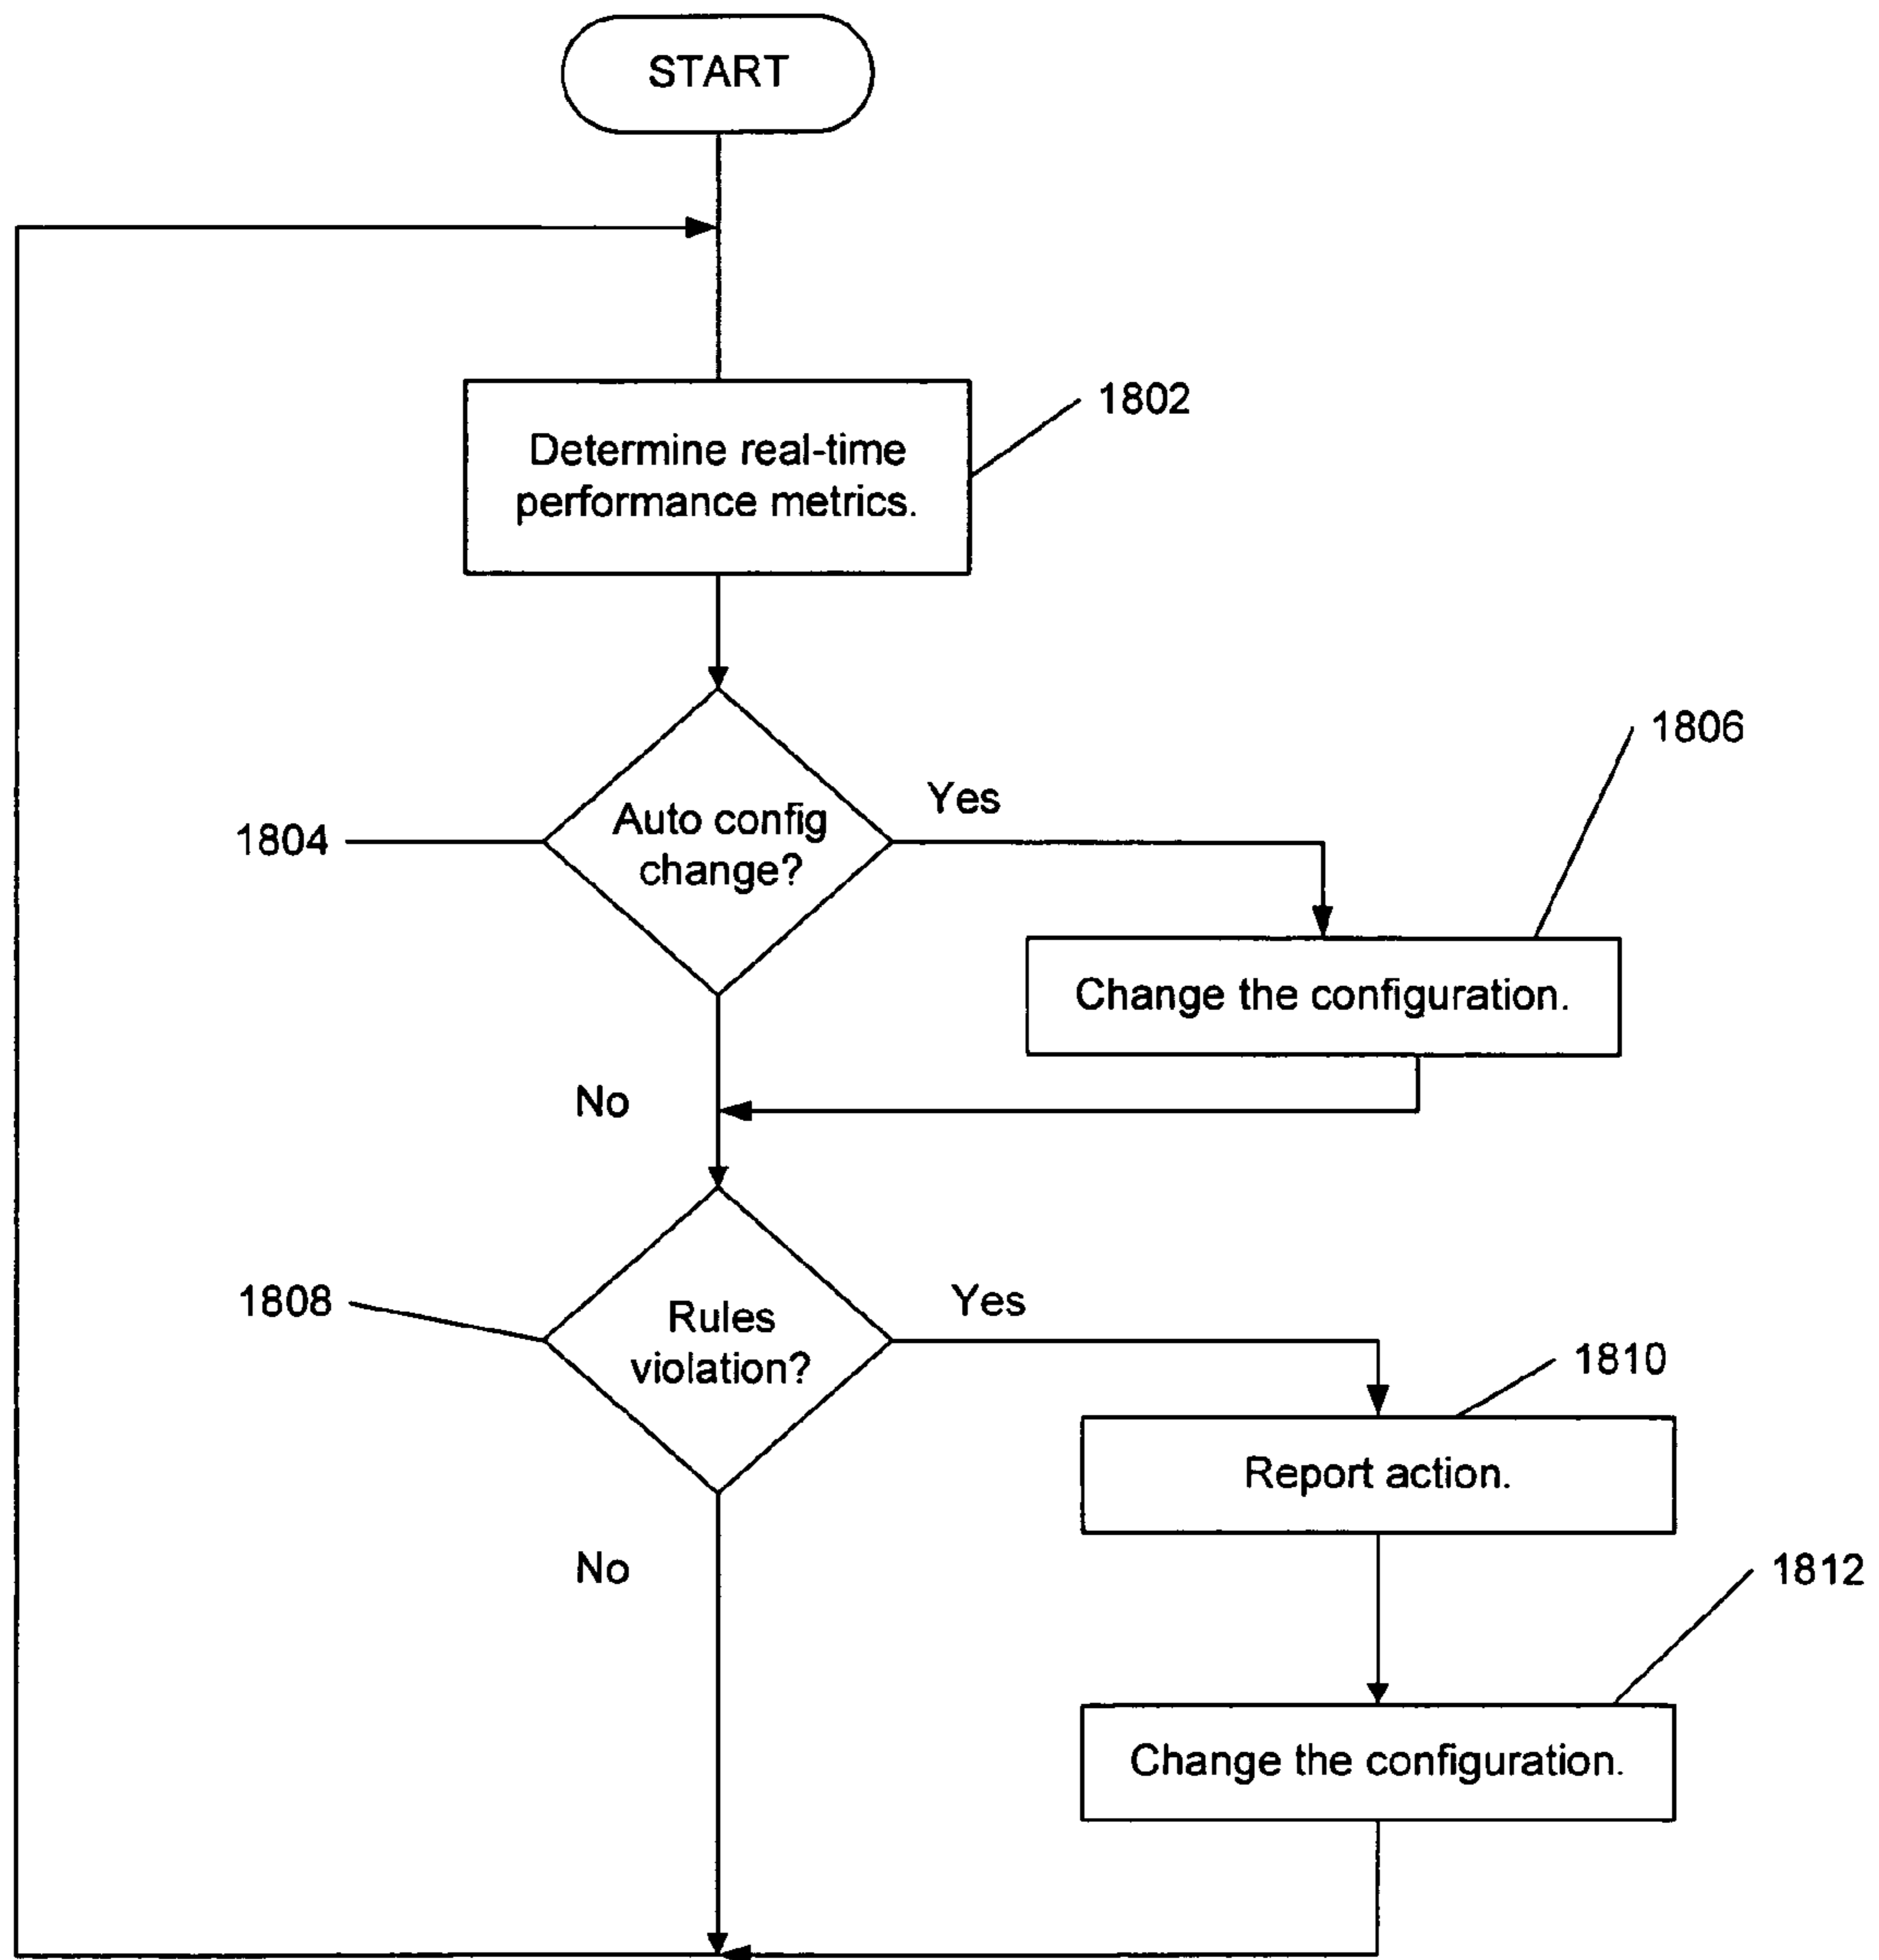 START
Determine real-time
performance metrics.
1802
1804
Auto config
change?
Yes
1806
Change the configuration.
No
1808
Rules
violation?
Yes
1810
Report action.
No
1812
Change the configuration.